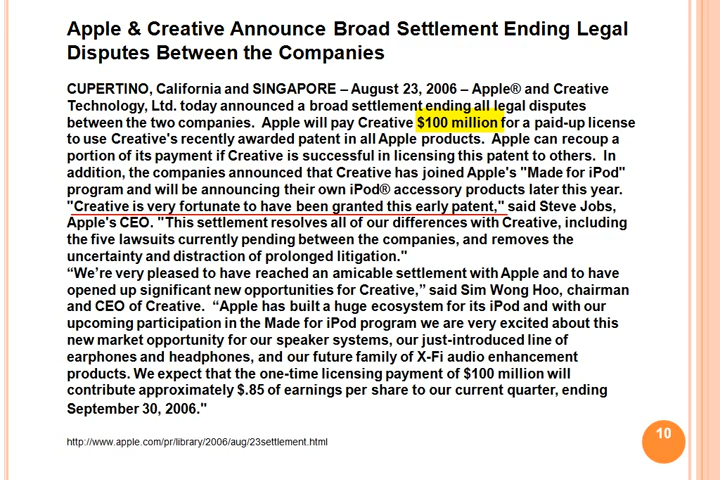 Apple & Creative Announce Broad Settlement Ending Legal
Disputes Between the Companies
CUPERTINO, California and SINGAPORE – August 23, 2006 – Apple® and Creative
Technology, Ltd. today announced a broad settlement ending all legal disputes
between the two companies.  Apple will pay Creative $100 million for a paid-up license
to use Creative's recently awarded patent in all Apple products.  Apple can recoup a
portion of its payment if Creative is successful in licensing this patent to others.  In
addition, the companies announced that Creative has joined Apple's "Made for iPod"
program and will be announcing their own iPod® accessory products later this year.
"Creative is very fortunate to have been granted this early patent," said Steve Jobs,
Apple's CEO. "This settlement resolves all of our differences with Creative, including
the five lawsuits currently pending between the companies, and removes the
uncertainty and distraction of prolonged litigation."
“We’re very pleased to have reached an amicable settlement with Apple and to have
opened up significant new opportunities for Creative,” said Sim Wong Hoo, chairman
and CEO of Creative.  “Apple has built a huge ecosystem for its iPod and with our
upcoming participation in the Made for iPod program we are very excited about this
new market opportunity for our speaker systems, our just-introduced line of
earphones and headphones, and our future family of X-Fi audio enhancement
products. We expect that the one-time licensing payment of $100 million will
contribute approximately $.85 of earnings per share to our current quarter, ending
September 30, 2006."
10
http://www.apple.com/pr/library/2006/aug/23settlement.html